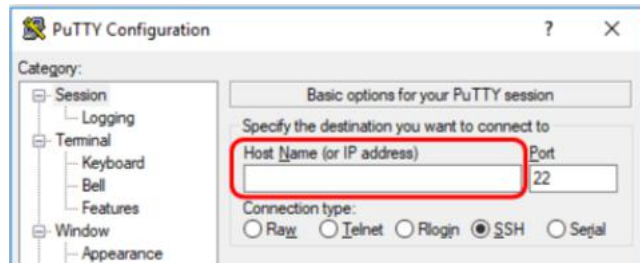 PuTTY Configuration ? ×
Category:
Session
Logging
Terminal
Keyboard
Bell
Features
Window
Appearance
Basic options for your PuTTY session
Specify the destination you want to connect to
Host Name (or IP address) Port
22
Connection type:
Raw Telnet Rlogin SSH Serial